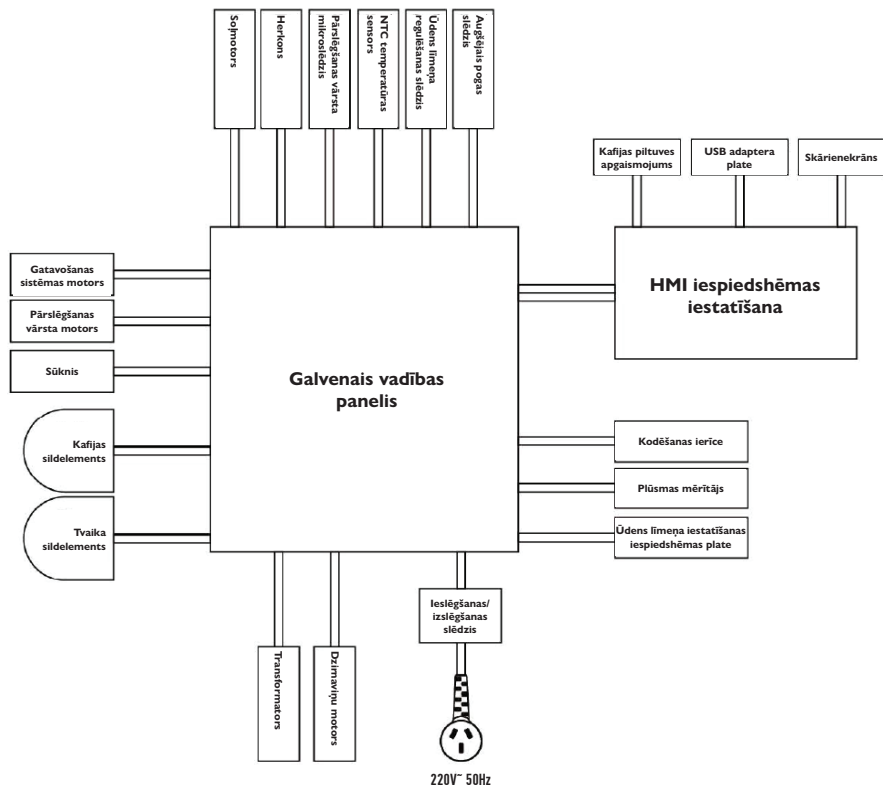 Soļmotors
Herkons
Pārslēgšanas vārsta
mikroslēdzis
NTC temperatūras
sensors
Ūdens līmeņa
regulēšanas slēdzis
Augšējais pogas
slēdzis
Kafijas piltuves
apgaismojums
USB adaptera
plate
Skārienekrāns
Gatavošanas
sistēmas motors
Pārslēgšanas
vārsta motors
Sūknis
Kafijas
sildelements
Tvaika
sildelements
Galvenais vadības
panelis
HMI iespiedshēmas
iestatīšana
Kodēšanas ierīce
Plūsmas mērītājs
Ūdens līmeņa iestatīšanas
iespiedshēmas plate
Ieslēgšanas/
izslēgšanas
slēdzis
Transformators
Dzirnaviņu motors
220V~ 50Hz